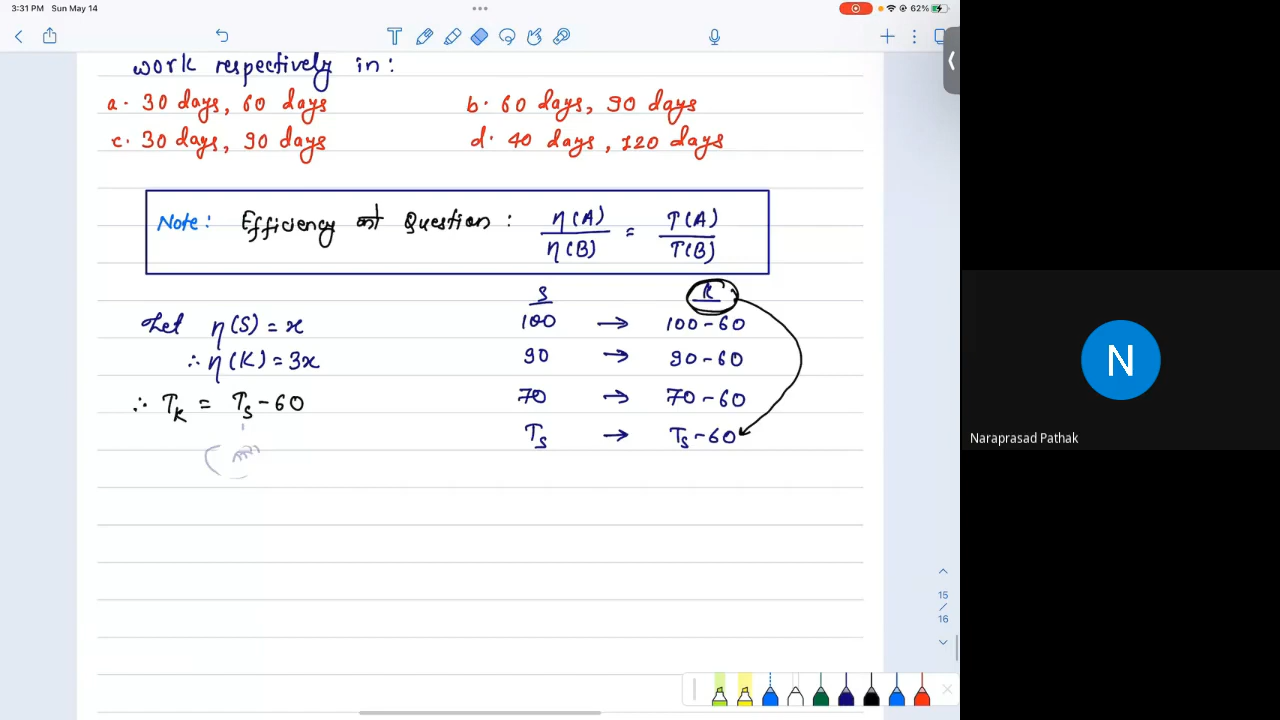 3:31 PM Sun May 14
62%
work respectively in:
a. 30 days, 60 days
b. 60 days, 90 days
c. 30 days, 90 days
d. 40 days, 120 days
Note: Efficiency Question: η(A)/η(B) = T(A)/T(B)
S K
Let η(S) = x
100 → 100-60
∴ η(K) = 3x
90 → 90-60
∴ T_K = T_S - 60
70 → 70-60
T_S → T_S-60
Naraprasad Pathak
N
15
/
16